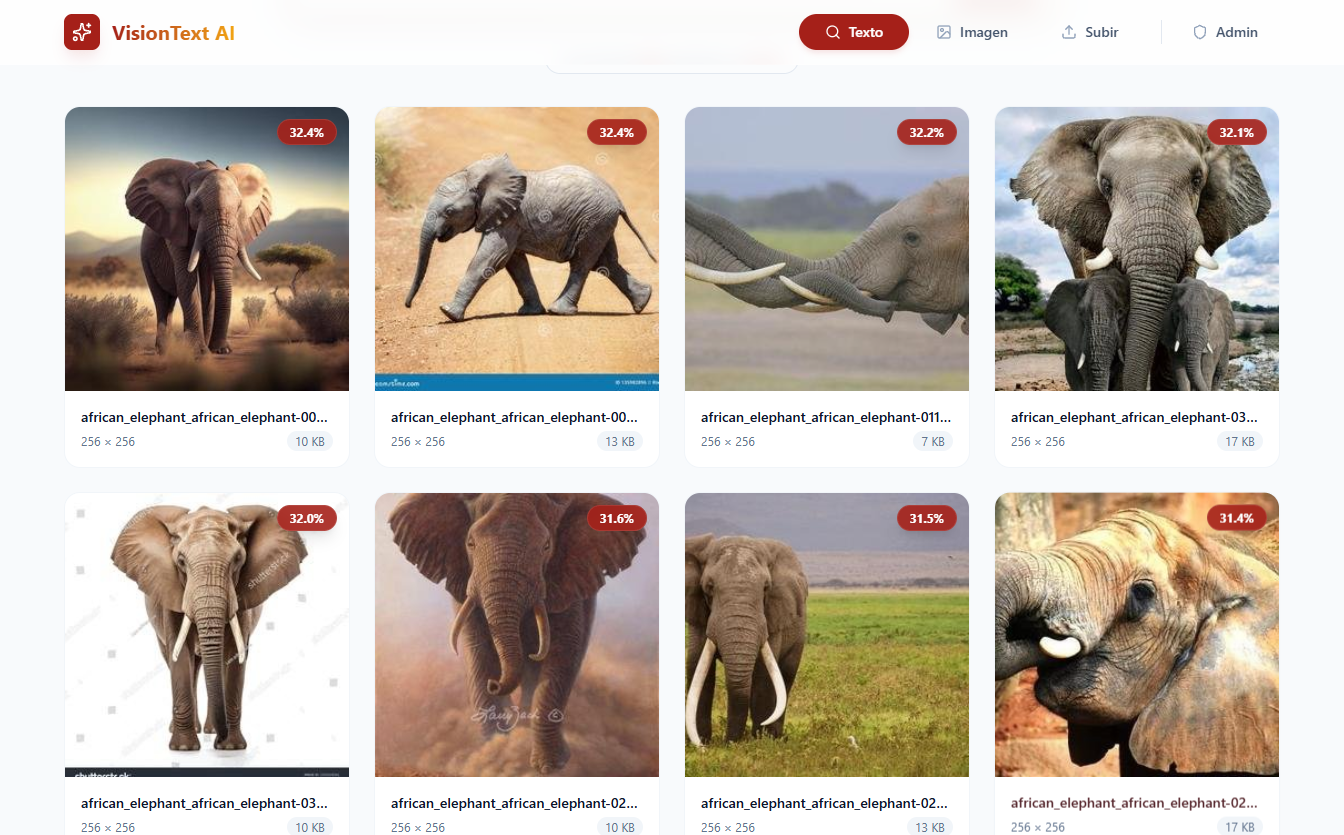 VisionText AI
Texto
Imagen
Subir
Admin
32.4%
32.4%
32.2%
32.1%
african_elephant_african_elephant-00...
african_elephant_african_elephant-00...
african_elephant_african_elephant-011...
african_elephant_african_elephant-03...
256 × 256
10 KB
256 × 256
13 KB
256 × 256
7 KB
256 × 256
17 KB
32.0%
31.6%
31.5%
31.4%
shutterstock
african_elephant_african_elephant-03...
african_elephant_african_elephant-02...
african_elephant_african_elephant-02...
african_elephant_african_elephant-02...
256 × 256
10 KB
256 × 256
10 KB
256 × 256
13 KB
256 × 256
17 KB